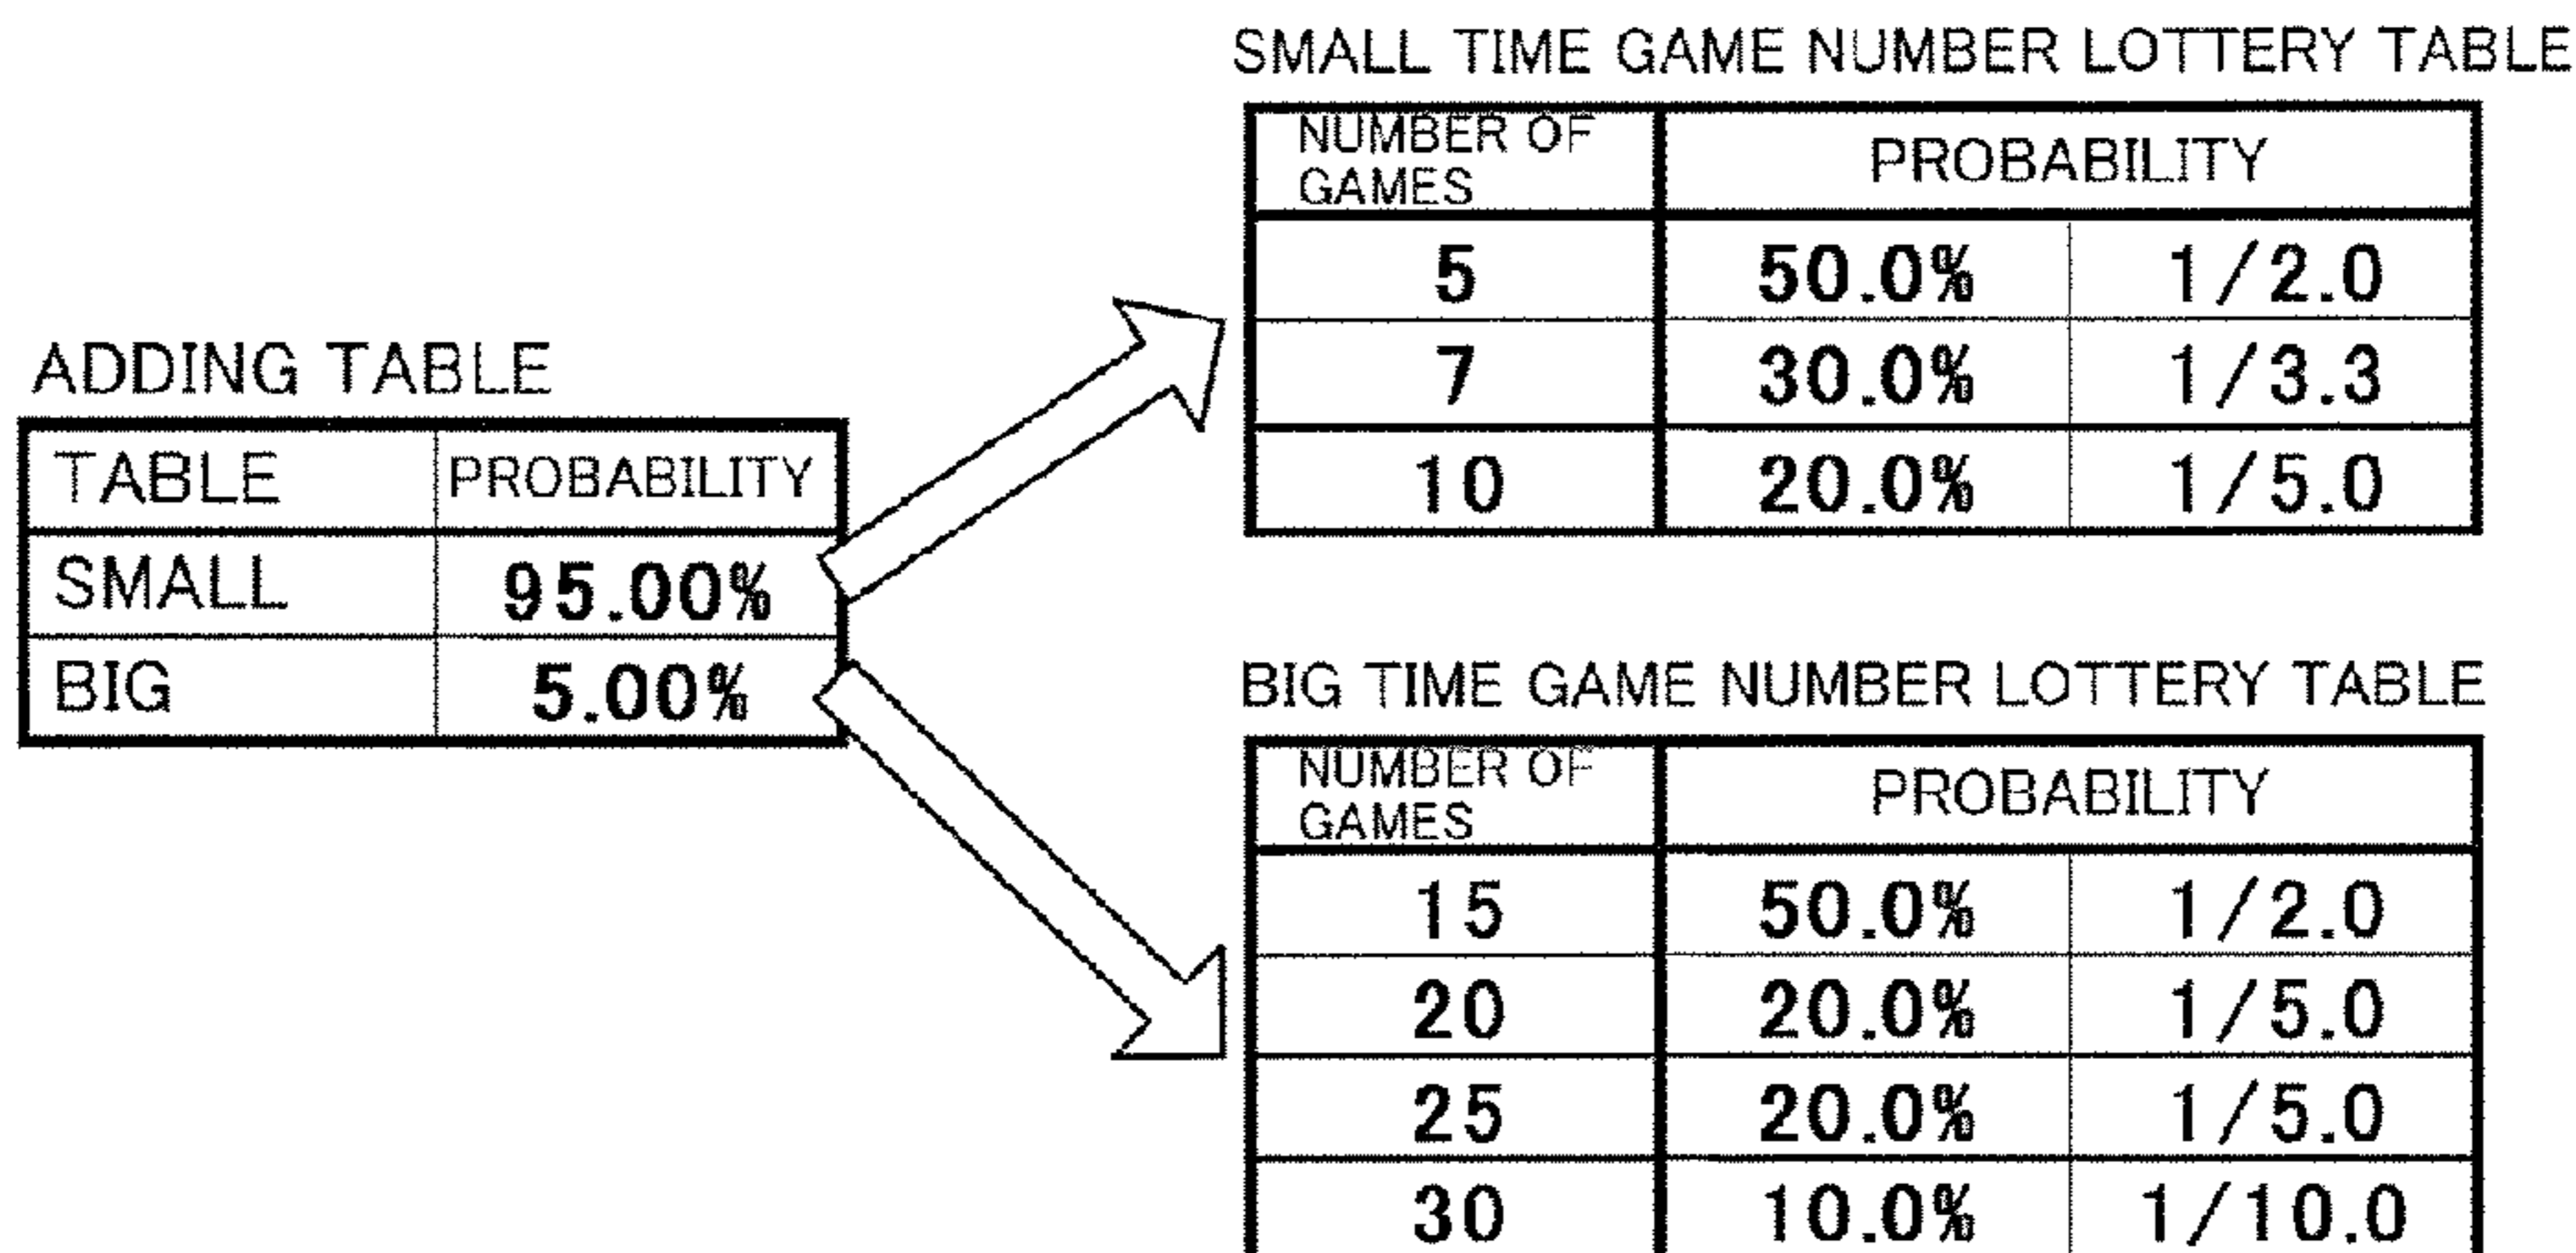 ADDING TABLE
TABLE PROBABILITY
SMALL 95.00%
BIG 5.00%
SMALL TIME GAME NUMBER LOTTERY TABLE
NUMBER OF
GAMES
PROBABILITY
5 50.0% 1/2.0
7 30.0% 1/3.3
10 20.0% 1/5.0
BIG TIME GAME NUMBER LOTTERY TABLE
NUMBER OF
GAMES
PROBABILITY
15 50.0% 1/2.0
20 20.0% 1/5.0
25 20.0% 1/5.0
30 10.0% 1/10.0